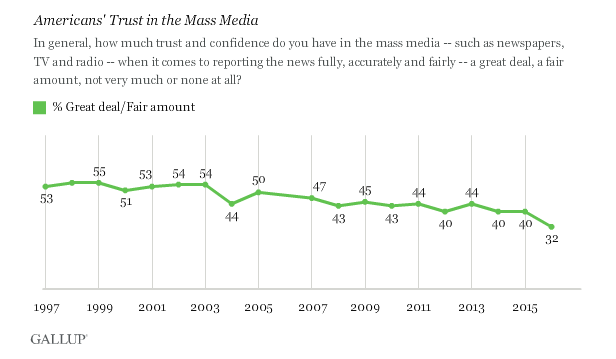 Americans' Trust in the Mass Media
In general, how much trust and confidence do you have in the mass media -- such as newspapers,
TV and radio -- when it comes to reporting the news fully, accurately and fairly -- a great deal, a fair
amount, not very much or none at all?
% Great deal/Fair amount
53 55 51 53 54 54 44 50 47 43 45 43 44 40 44 40 40 32
1997 1999 2001 2003 2005 2007 2009 2011 2013 2015
GALLUP®